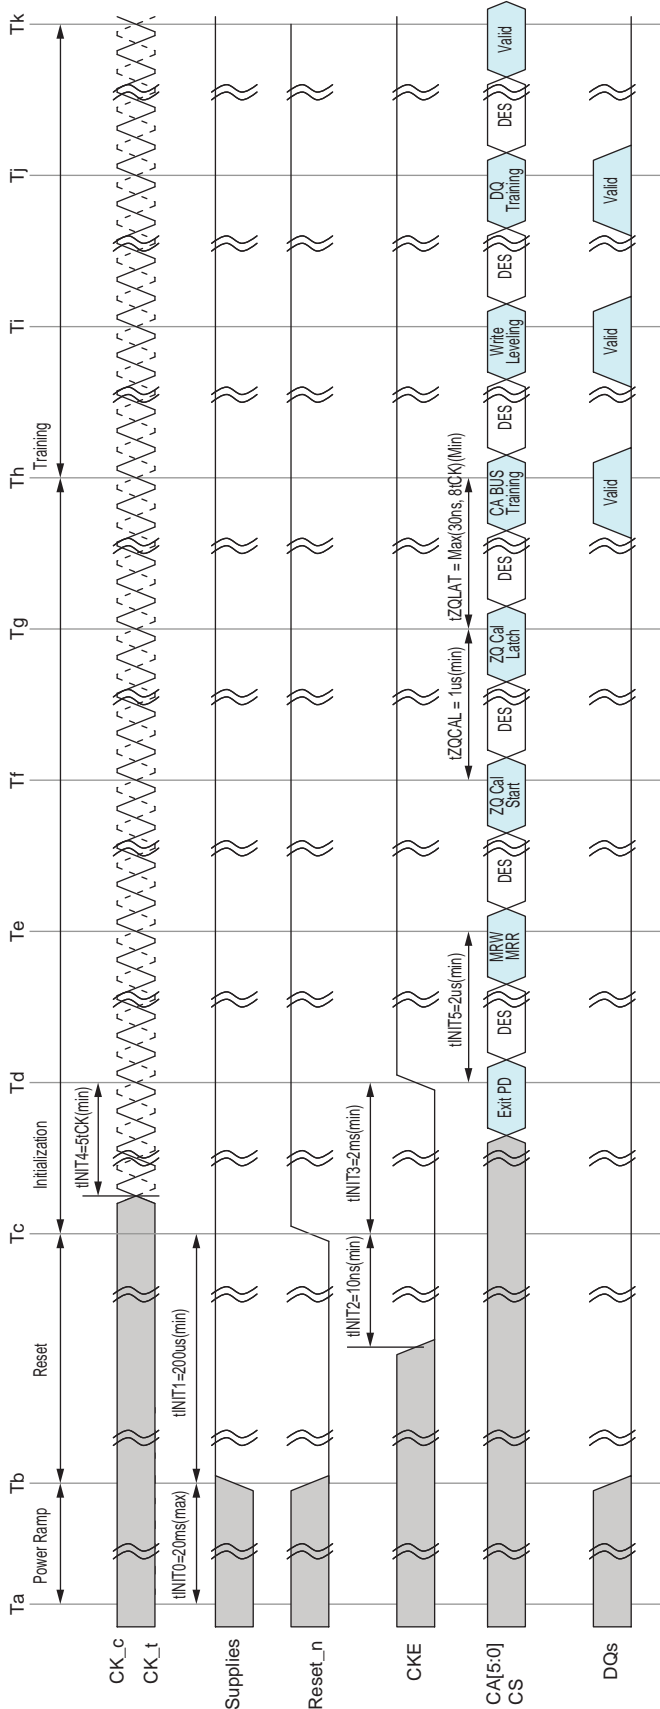 Ta Tb Tc Td Te Tf Tg Th Ti Tj Tk
Power Ramp Reset Initialization Training
tINIT4=5tCK(min)
CK_c
CK_t
tINIT0=20ms(max) tINIT1=200us(min)
Supplies
Reset_n
tINIT2=10ns(min) tINIT3=2ms(min)
CKE
tINIT5=2us(min) tZQCAL = 1us(min) tZQLAT = Max(30ns, 8tCK)(Min)
CA[5:0]
CS
Exit PD
DES
MRW
MRR
DES
ZQ Cal
Start
DES
ZQ Cal
Latch
DES
CA BUS
Training
DES
Write
Leveling
DES
DQ
Training
DES
Valid
DQs
Valid
Valid
Valid